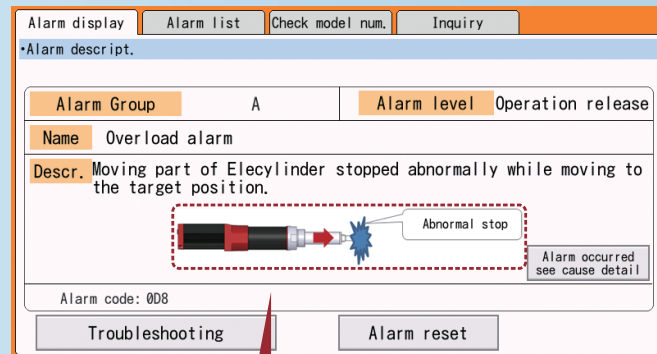 Alarm display Alarm list Check model num. Inquiry
•Alarm descript.
Alarm Group A Alarm level Operation release
Name Overload alarm
Descr. Moving part of Elecylinder stopped abnormally while moving to
the target position.
Abnormal stop
Alarm occurred
see cause detail
Alarm code: 0D8
Troubleshooting Alarm reset